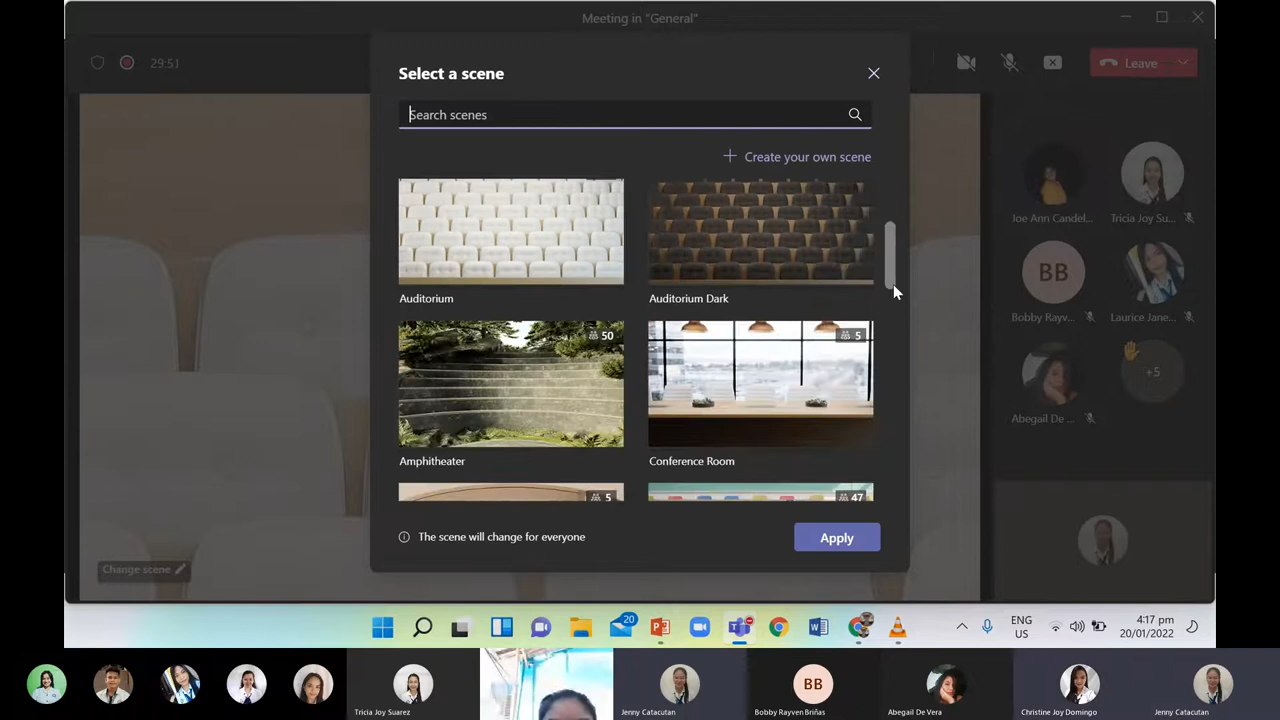 Meeting in "General"
29:51
Leave
Select a scene
Search scenes
Create your own scene
Auditorium
Auditorium Dark
50
5
Amphitheater
Conference Room
5
47
The scene will change for everyone
Apply
Change scene
Joe Ann Candel...
Tricia Joy Su...
BB
Bobby Rayv...
Laurice Jane...
+5
Abegail De ...
20
ENG
US
4:17 pm
20/01/2022
Tricia Joy Suarez
Jenny Catacutan
BB
Bobby Rayven Briñas
Abegail De Vera
Christine Joy Domingo
Jenny Catacutan